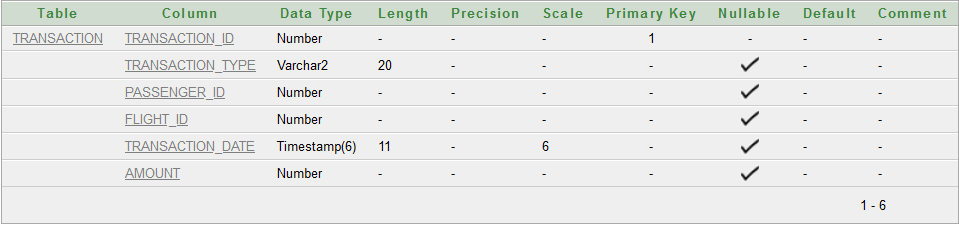 Table Column Data Type Length Precision Scale Primary Key Nullable Default Comment
TRANSACTION TRANSACTION_ID Number - - - 1 - - -
TRANSACTION_TYPE Varchar2 20 - - - - -
PASSENGER_ID Number - - - - - -
FLIGHT_ID Number - - - - - -
TRANSACTION_DATE Timestamp(6) 11 - 6 - - -
AMOUNT Number - - - - - -
1 - 6